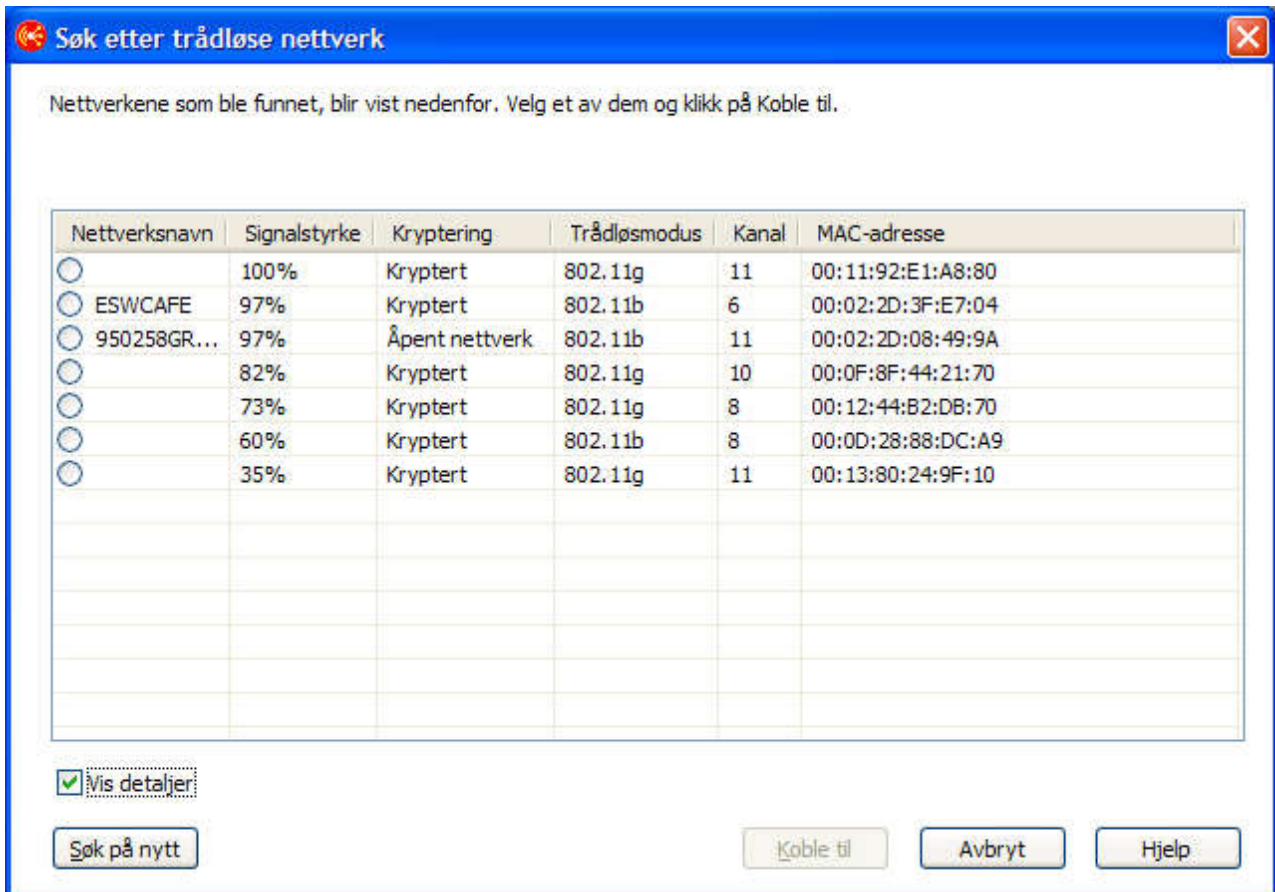 Søk etter trådløse nettverk
Nettverkene som ble funnet, blir vist nedenfor. Velg et av dem og klikk på Koble til.
Nettverksnavn Signalstyrke Kryptering Trådløsmodus Kanal MAC-adresse
100% Kryptert 802.11g 11 00:11:92:E1:A8:80
ESWCAFE 97% Kryptert 802.11b 6 00:02:2D:3F:E7:04
950258GR... 97% Åpent nettverk 802.11b 11 00:02:2D:08:49:9A
82% Kryptert 802.11g 10 00:0F:8F:44:21:70
73% Kryptert 802.11g 8 00:12:44:B2:DB:70
60% Kryptert 802.11b 8 00:0D:28:88:DC:A9
35% Kryptert 802.11g 11 00:13:80:24:9F:10
Vis detaljer
Søk på nytt Koble til Avbryt Hjelp